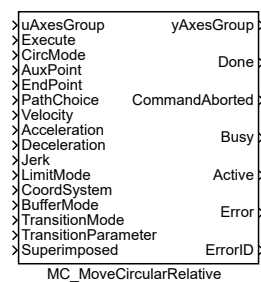 uAxesGroup yAxesGroup
Execute
CircMode Done
AuxPoint
EndPoint
PathChoice CommandAborted
Velocity
Acceleration Busy
Deceleration
Jerk
LimitMode Active
CoordSystem
BufferMode
TransitionMode Error
TransitionParameter
Superimposed ErrorID
MC_MoveCircularRelative